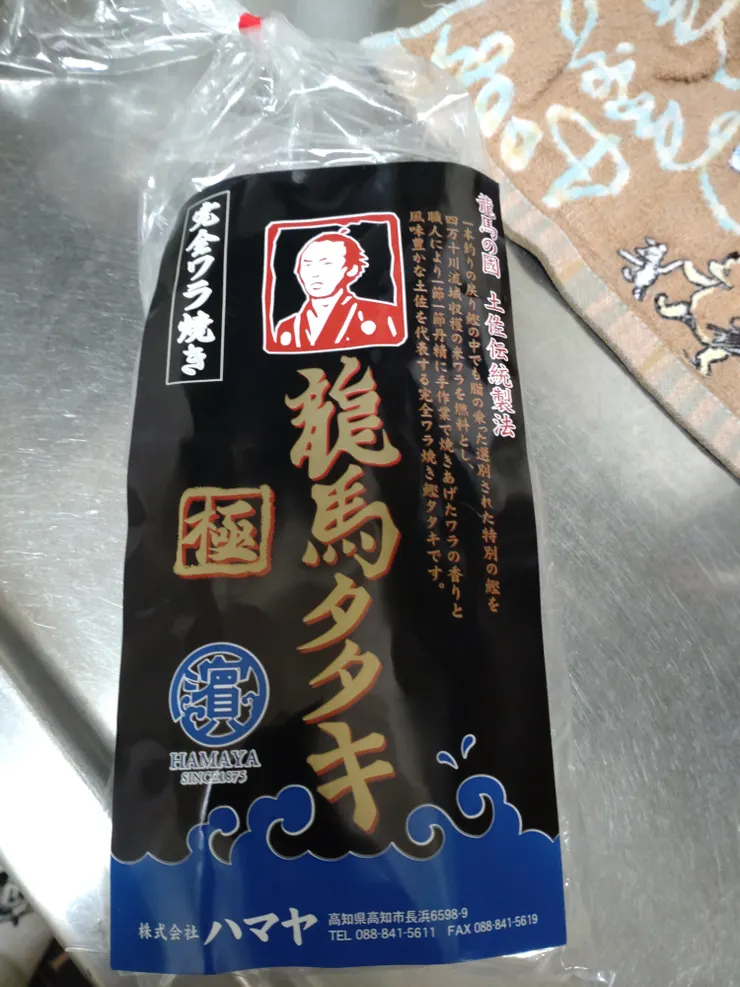 龍馬の国 土佐伝統製法
一本釣りの戻り鰹の中でも脂の乗った選別された特別の鰹を
四万十川流域収穫の米ワラを燃料とし、
職人により一節一節丹精に手作業で焼きあげたワラの香りと
風味豊かな土佐を代表する完全ワラ焼き鰹タタキです。
龍馬タタキ
完全ワラ焼き
極
濵
HAMAYA
SINCE1875
株式会社 ハマヤ
高知県高知市長浜6598-9
TEL 088-841-5611 FAX 088-841-5619